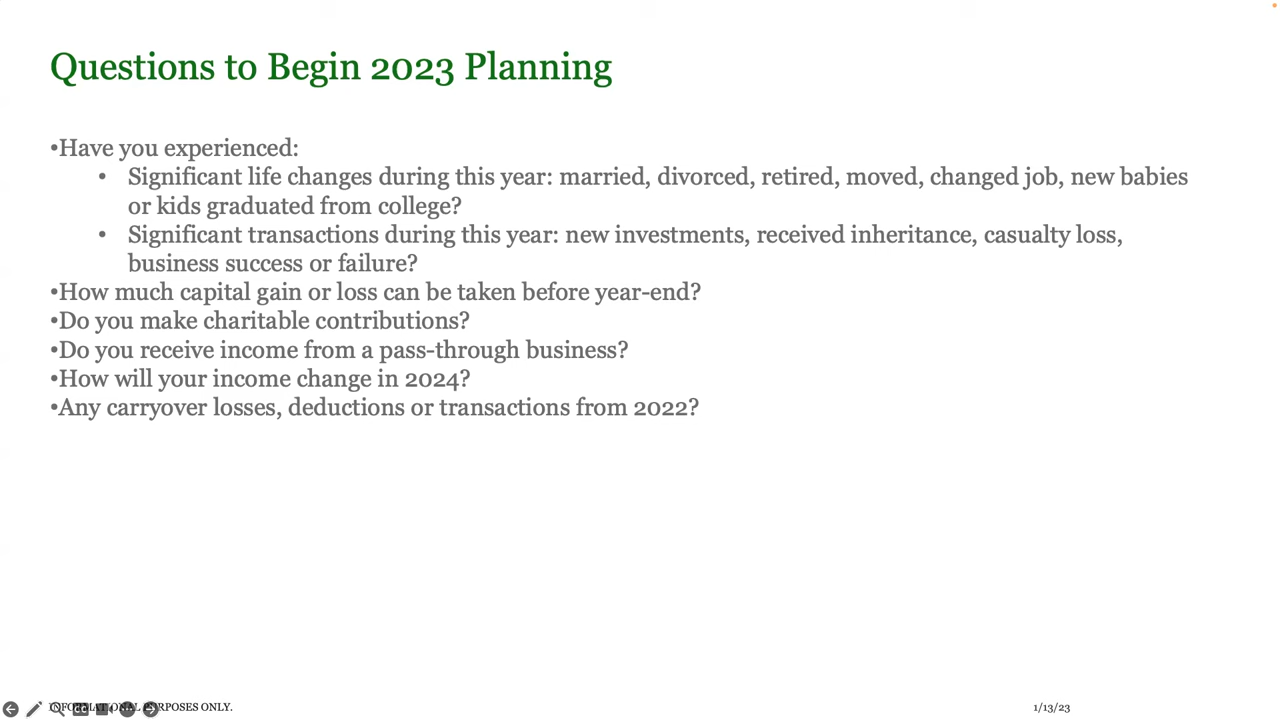 Questions to Begin 2023 Planning
•Have you experienced:
• Significant life changes during this year: married, divorced, retired, moved, changed job, new babies
or kids graduated from college?
• Significant transactions during this year: new investments, received inheritance, casualty loss,
business success or failure?
•How much capital gain or loss can be taken before year-end?
•Do you make charitable contributions?
•Do you receive income from a pass-through business?
•How will your income change in 2024?
•Any carryover losses, deductions or transactions from 2022?
INFORMATIONAL PURPOSES ONLY.
1/13/23